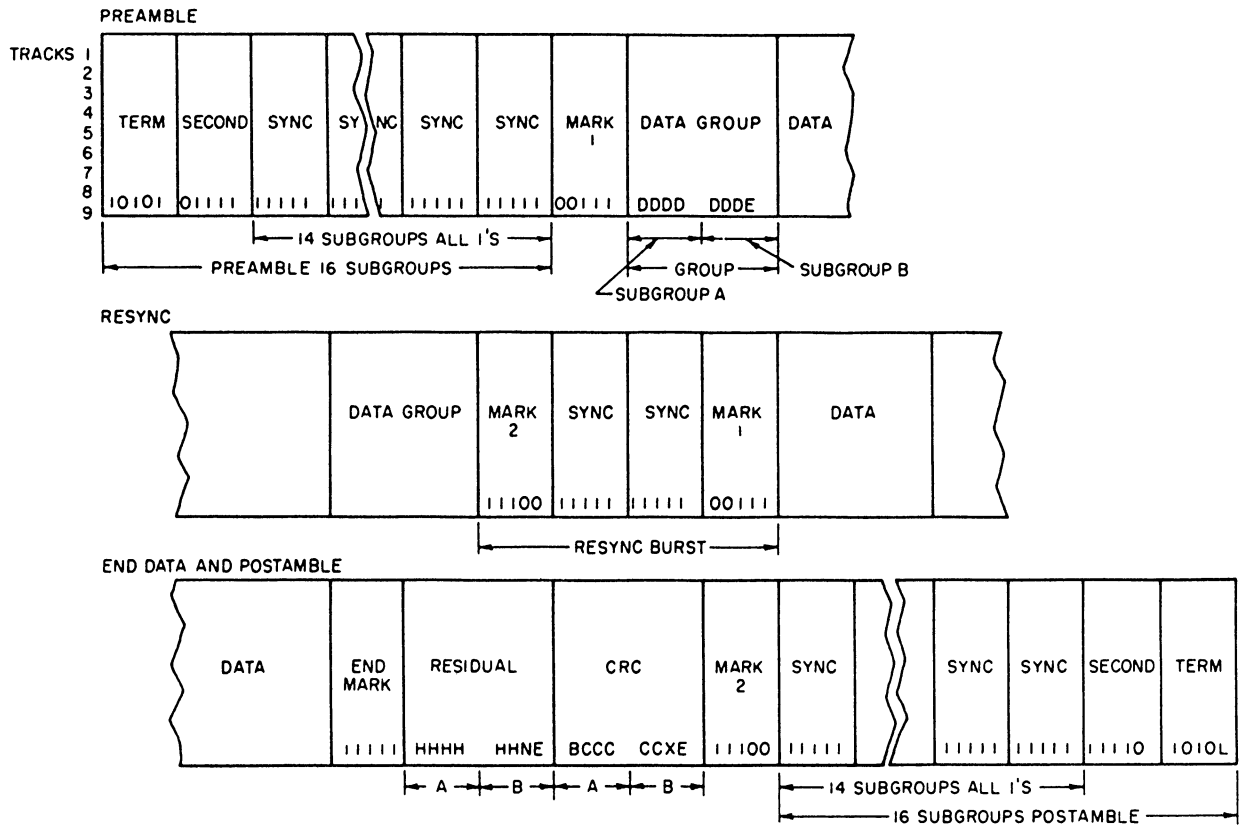 PREAMBLE
TRACKS 1
2
3
4
5
6
7
8
9
TERM SECOND SYNC SY NC SYNC SYNC MARK 1 DATA GROUP DATA
10101 01111 11111 111 1 11111 11111 00111 DDDD DDDE
14 SUBGROUPS ALL 1'S
PREAMBLE 16 SUBGROUPS
GROUP
SUBGROUP B
SUBGROUP A
RESYNC
DATA GROUP MARK 2 SYNC SYNC MARK 1 DATA
11100 11111 11111 00111
RESYNC BURST
END DATA AND POSTAMBLE
DATA END MARK RESIDUAL CRC MARK 2 SYNC SYNC SYNC SECOND TERM
11111 HHHH HHNE BCCC CCXE 11100 11111 11111 11111 11110 1010L
A B A B
14 SUBGROUPS ALL 1'S
16 SUBGROUPS POSTAMBLE